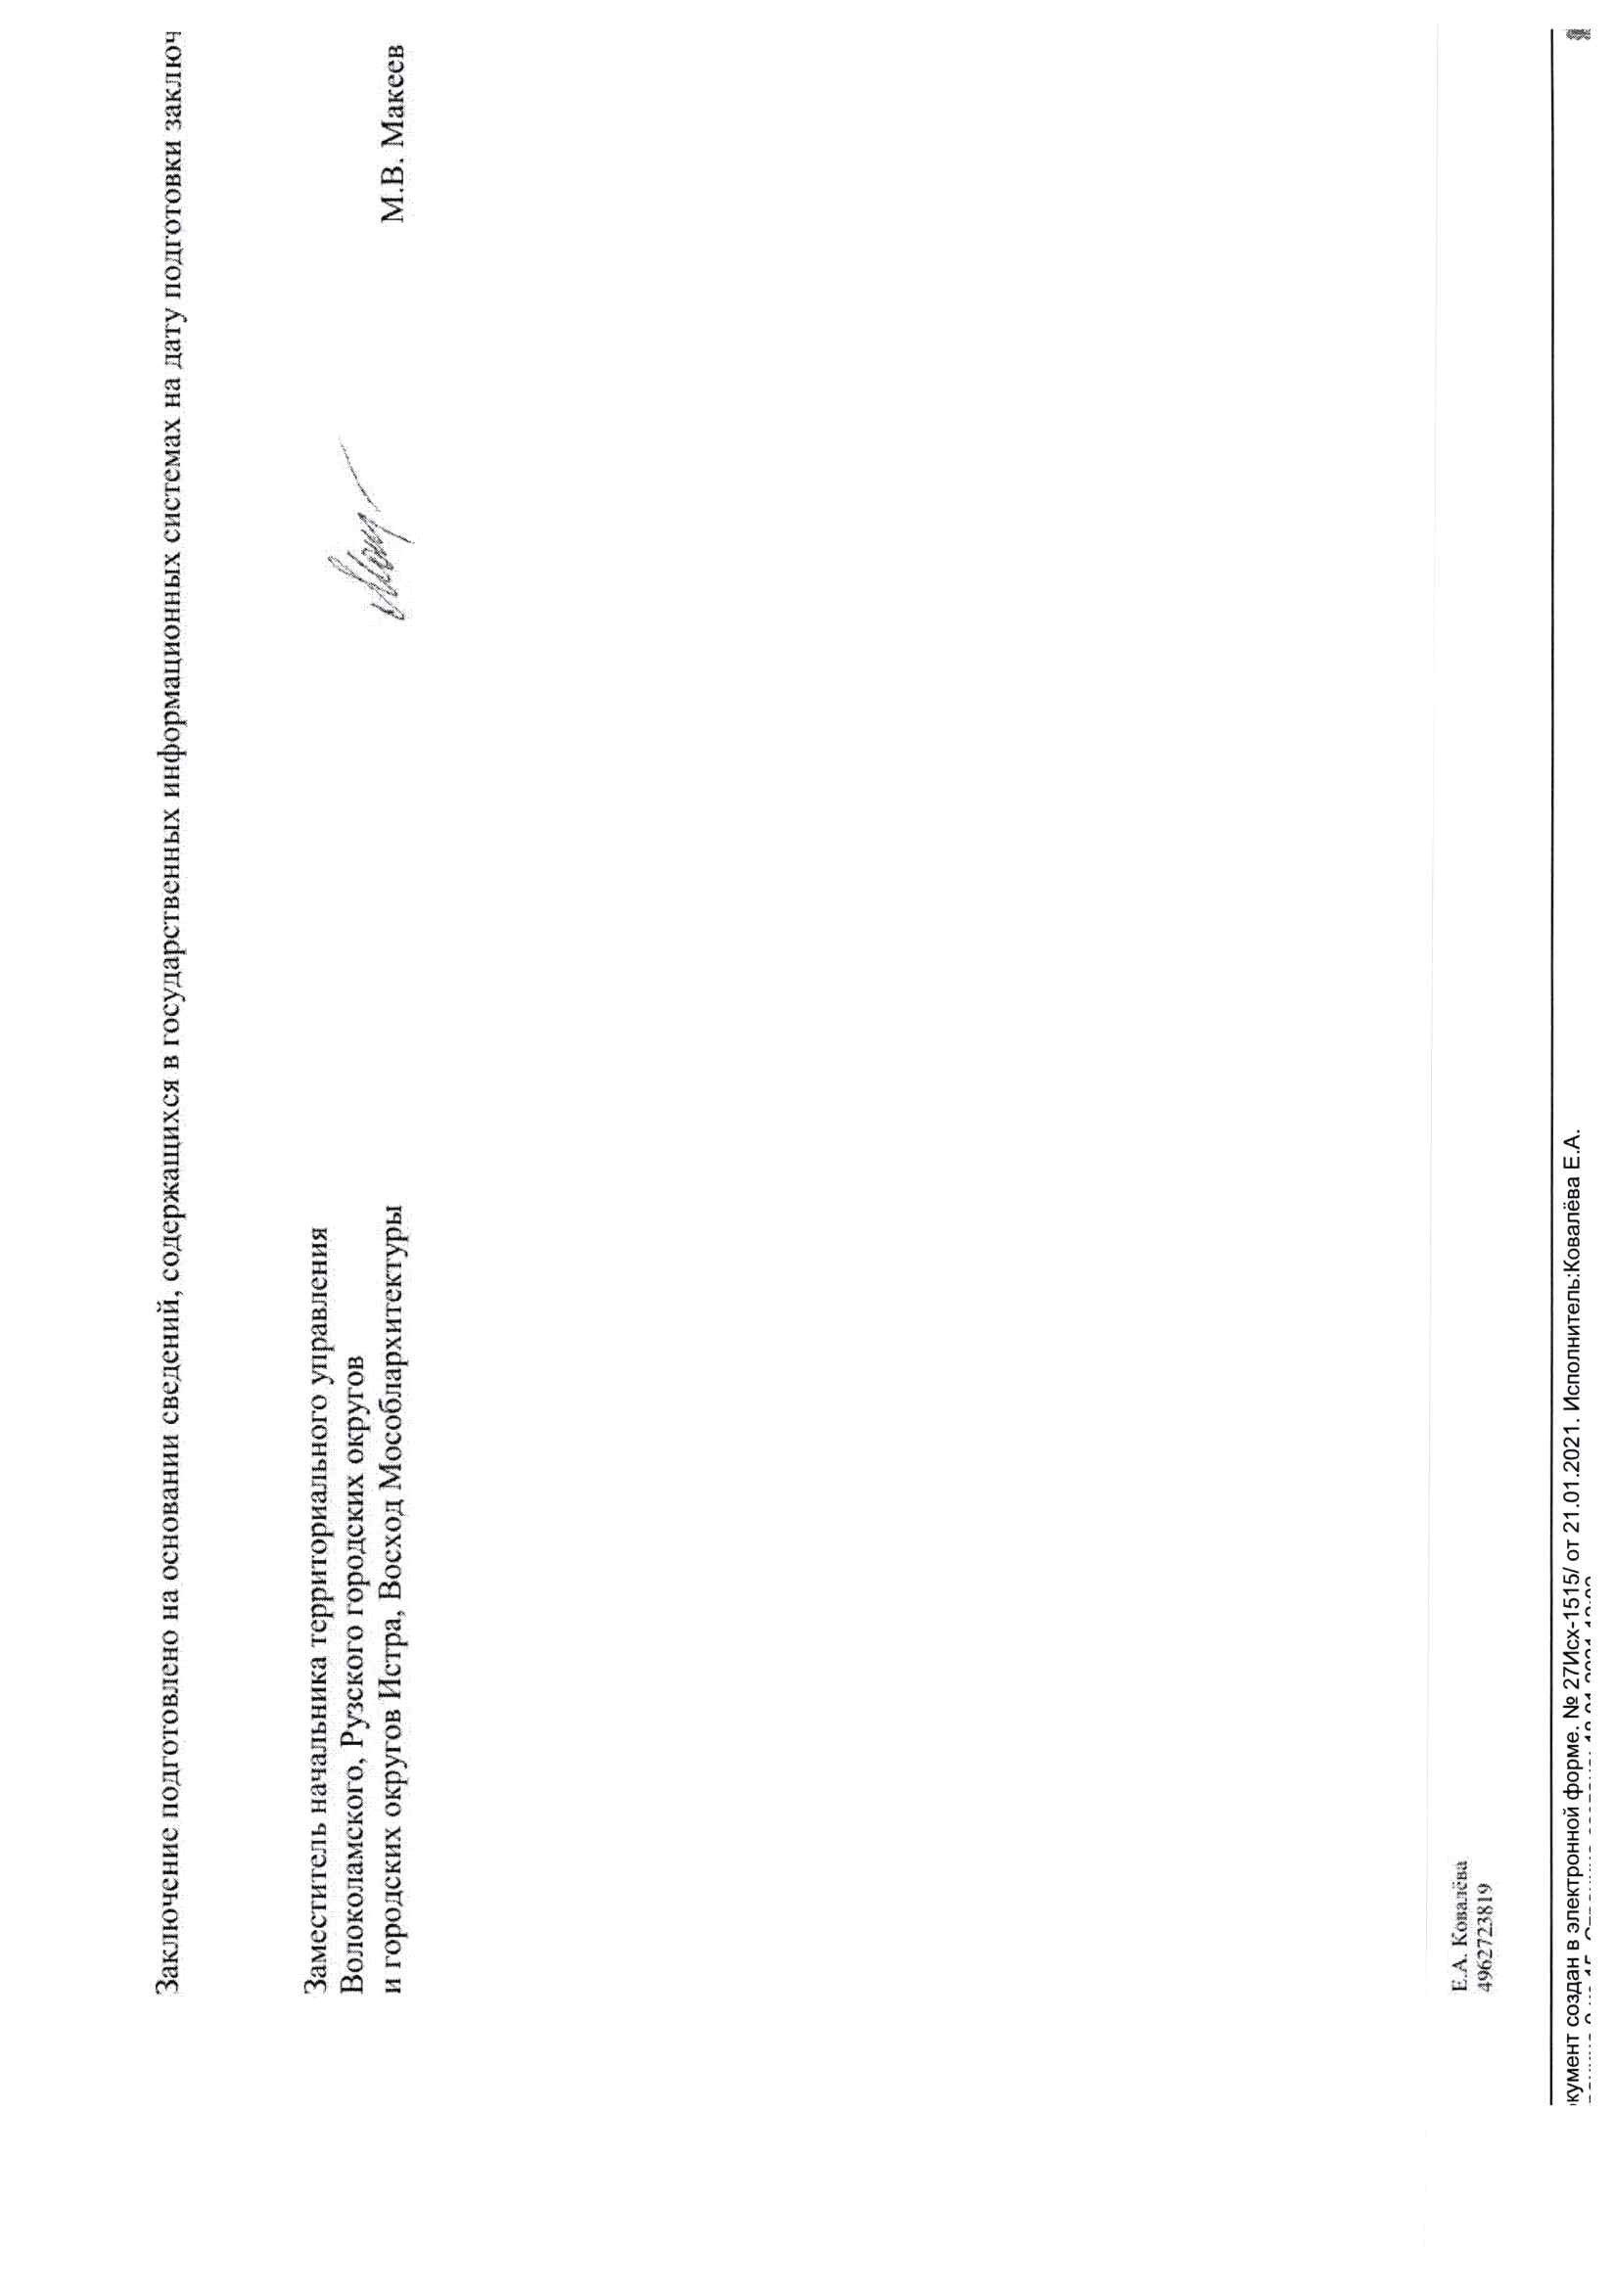 Заключение подготовлено на основании сведений, содержащихся в государственных информационных системах на дату подготовки заключ
Заместитель начальника территориального управления
Волоколамского, Рузского городских округов
и городских округов Истра, Восход Мособлархитектуры
М.В. Макеев
Е.А. Ковалёва
4962723819
кумент создан в электронной форме. № 27Исх-1515/ от 21.01.2021. Исполнитель:Ковалёва Е.А.